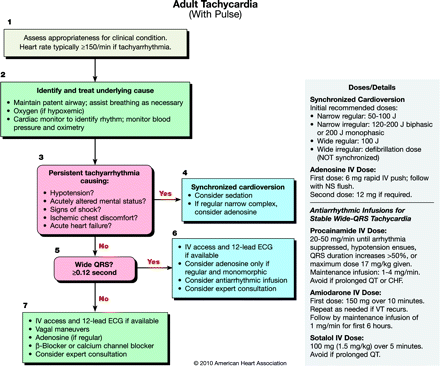 Adult Tachycardia
(With Pulse)
1
Assess appropriateness for clinical condition.
Heart rate typically ≥150/min if tachyarrhythmia.
2
Identify and treat underlying cause
• Maintain patent airway; assist breathing as necessary
• Oxygen (if hypoxemic)
• Cardiac monitor to identify rhythm; monitor blood
pressure and oximetry
3
Persistent tachyarrhythmia
causing:
• Hypotension?
• Acutely altered mental status?
• Signs of shock?
• Ischemic chest discomfort?
• Acute heart failure?
Yes
4
Synchronized cardioversion
• Consider sedation
• If regular narrow complex,
consider adenosine
No
5
Wide QRS?
≥0.12 second
Yes
6
• IV access and 12-lead ECG
if available
• Consider adenosine only if
regular and monomorphic
• Consider antiarrhythmic infusion
• Consider expert consultation
No
7
• IV access and 12-lead ECG if available
• Vagal maneuvers
• Adenosine (if regular)
• β-Blocker or calcium channel blocker
• Consider expert consultation
© 2010 American Heart Association
Doses/Details
Synchronized Cardioversion
Initial recommended doses:
• Narrow regular: 50-100 J
• Narrow irregular: 120-200 J biphasic
or 200 J monophasic
• Wide regular: 100 J
• Wide irregular: defibrillation dose
(NOT synchronized)
Adenosine IV Dose:
First dose: 6 mg rapid IV push; follow
with NS flush.
Second dose: 12 mg if required.
Antiarrhythmic Infusions for
Stable Wide-QRS Tachycardia
Procainamide IV Dose:
20-50 mg/min until arrhythmia
suppressed, hypotension ensues,
QRS duration increases >50%, or
maximum dose 17 mg/kg given.
Maintenance infusion: 1-4 mg/min.
Avoid if prolonged QT or CHF.
Amiodarone IV Dose:
First dose: 150 mg over 10 minutes.
Repeat as needed if VT recurs.
Follow by maintenance infusion of
1 mg/min for first 6 hours.
Sotalol IV Dose:
100 mg (1.5 mg/kg) over 5 minutes.
Avoid if prolonged QT.